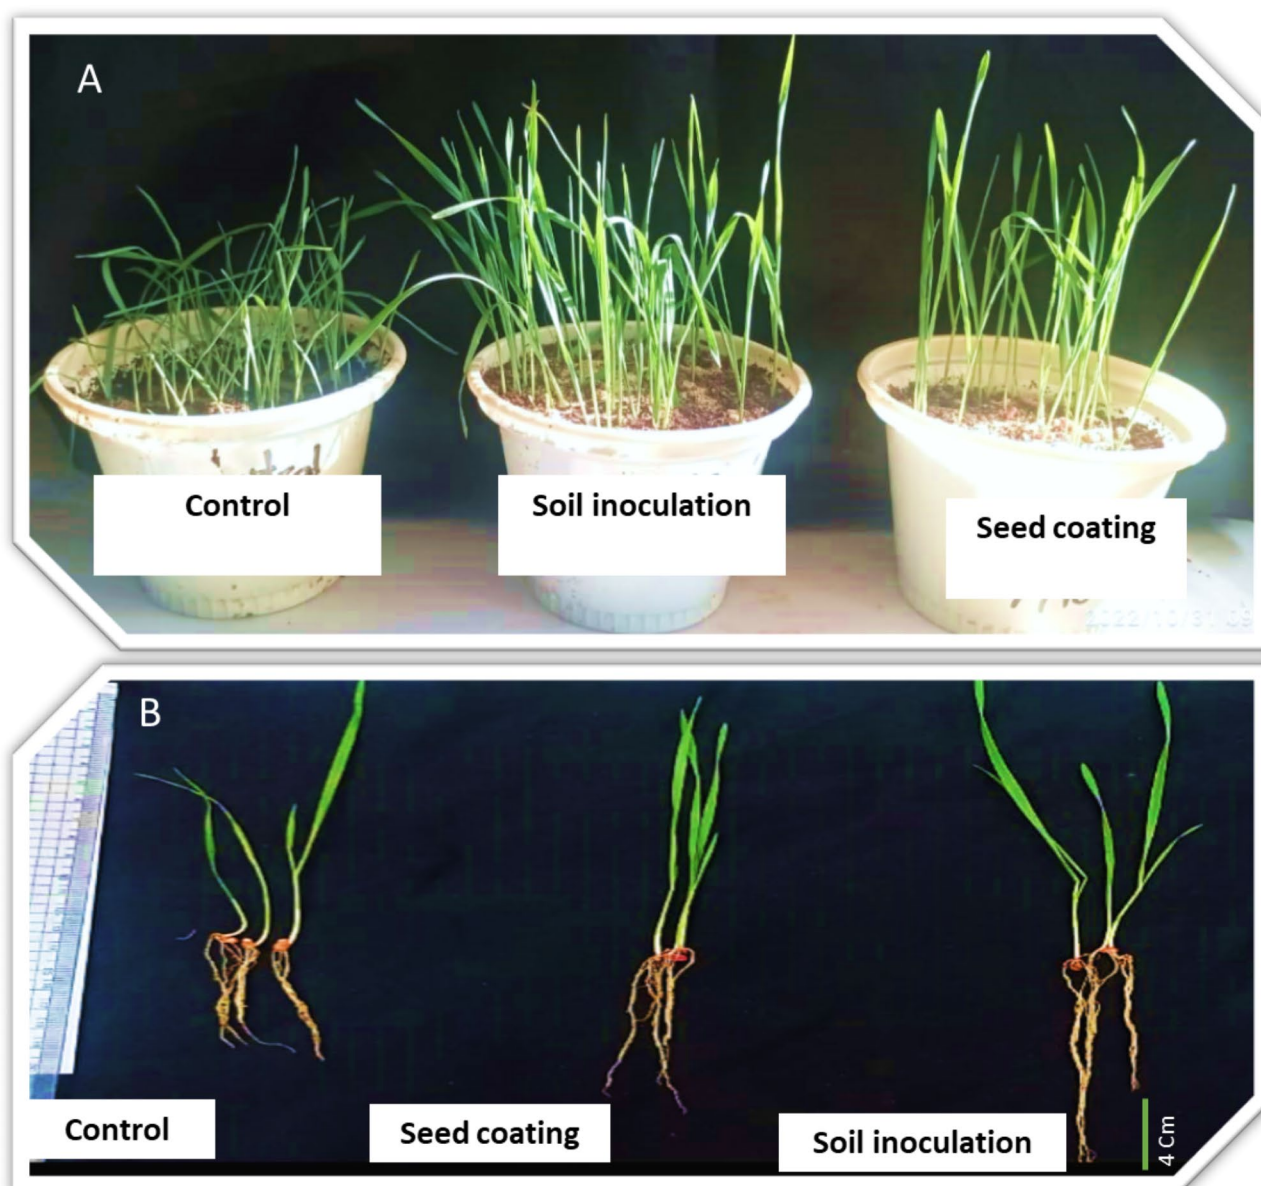 A
Control
Soil inoculation
Seed coating
B
Control
Seed coating
Soil inoculation
4 Cm